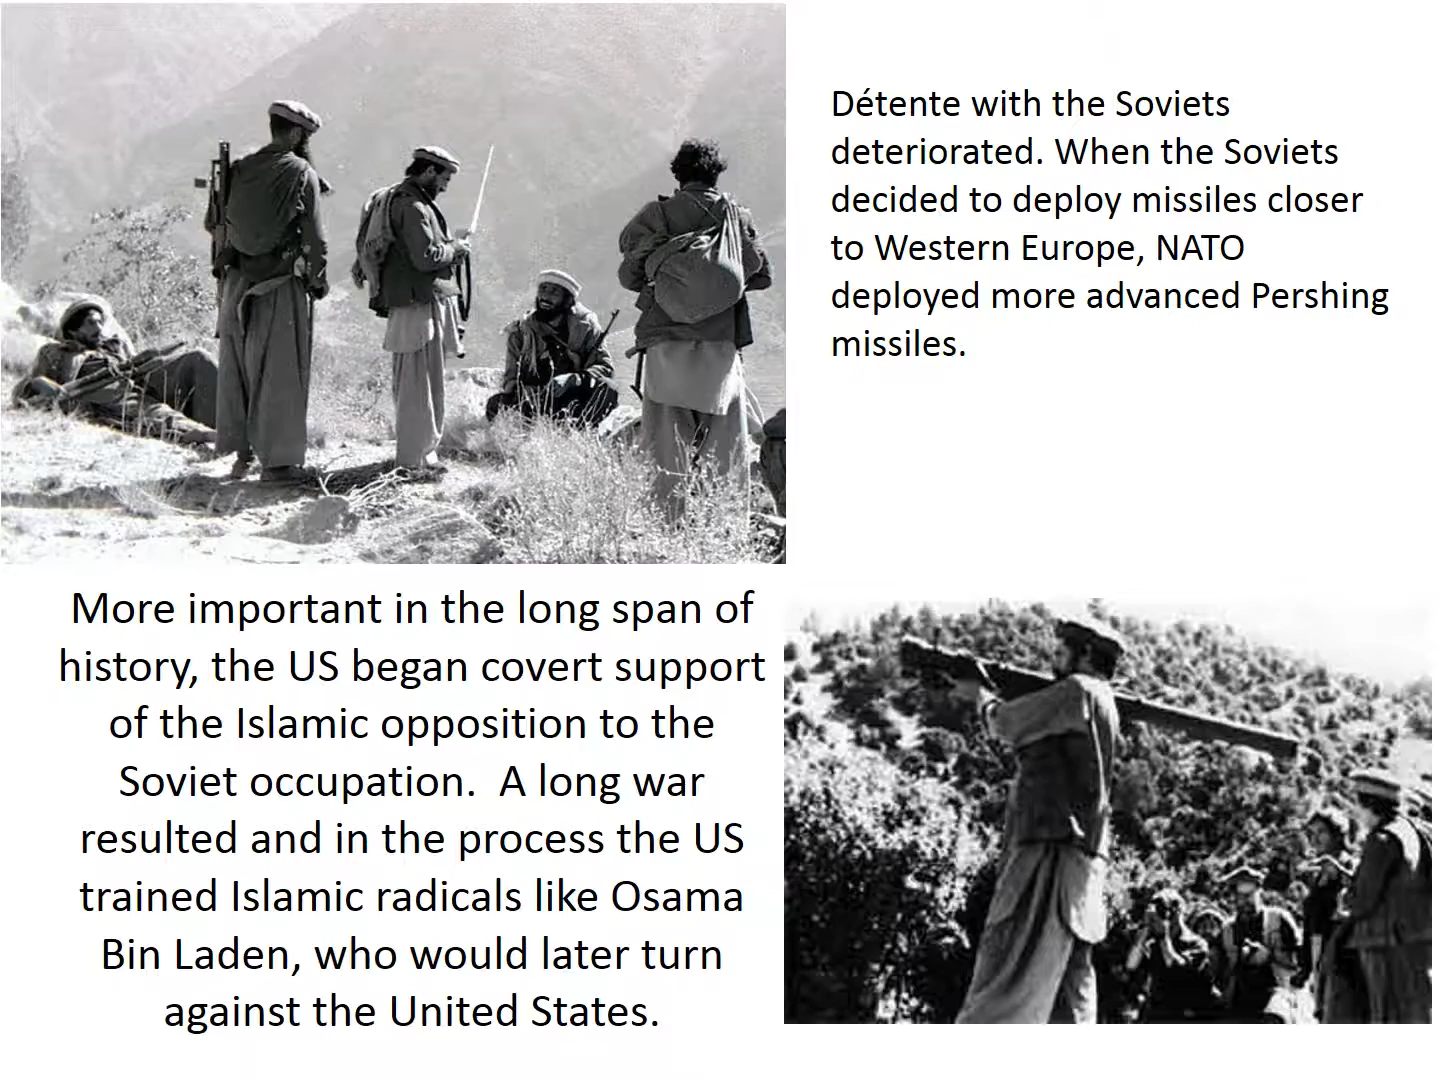 Détente with the Soviets
deteriorated. When the Soviets
decided to deploy missiles closer
to Western Europe, NATO
deployed more advanced Pershing
missiles.
More important in the long span of
history, the US began covert support
of the Islamic opposition to the
Soviet occupation.  A long war
resulted and in the process the US
trained Islamic radicals like Osama
Bin Laden, who would later turn
against the United States.